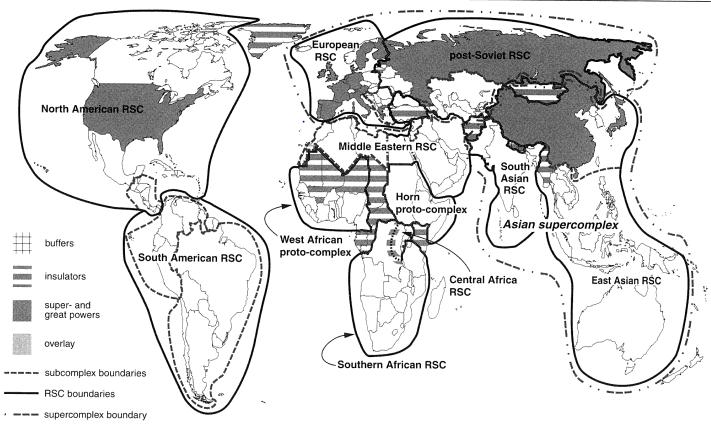 European
RSC
post-Soviet RSC
North American RSC
Middle Eastern RSC
South
Asian
RSC
Horn
proto-complex
Asian supercomplex
West African
proto-complex
South American RSC
Central Africa
RSC
East Asian RSC
Southern African RSC
buffers
insulators
super- and
great powers
overlay
subcomplex boundaries
RSC boundaries
supercomplex boundary